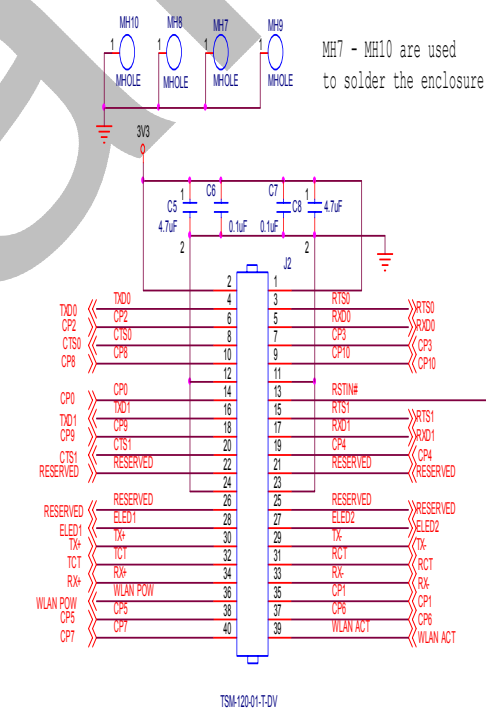 MH10 MH8 MH7 MH9
1 1 1 1
MHOLE MHOLE MHOLE MHOLE
MH7 - MH10 are used
to solder the enclosure
3V3
1 C6 C7 1
C5 C8 4.7uF
4.7uF 0.1uF 0.1uF
2 2
J2
2 1
TXD0 TXD0 4 3 RTS0 RTS0
CP2 CP2 6 5 RXD0 RXD0
CTS0 CTS0 8 7 CP3 CP3
CP8 CP8 10 9 CP10 CP10
12 11
CP0 CP0 14 13 RSTIN#
TXD1 TXD1 16 15 RTS1 RTS1
CP9 CP9 18 17 RXD1 RXD1
CTS1 CTS1 20 19 CP4 CP4
RESERVED RESERVED 22 21 RESERVED RESERVED
24 23
RESERVED RESERVED 26 25 RESERVED RESERVED
ELED1 ELED1 28 27 ELED2 ELED2
TX+ TX+ 30 29 TX- TX-
TCT TCT 32 31 RCT RCT
RX+ RX+ 34 33 RX- RX-
WLAN POW WLAN POW 36 35 CP1 CP1
CP5 CP5 38 37 CP6 CP6
CP7 CP7 40 39 WLAN ACT WLAN ACT
TSM-120-01-T-DV